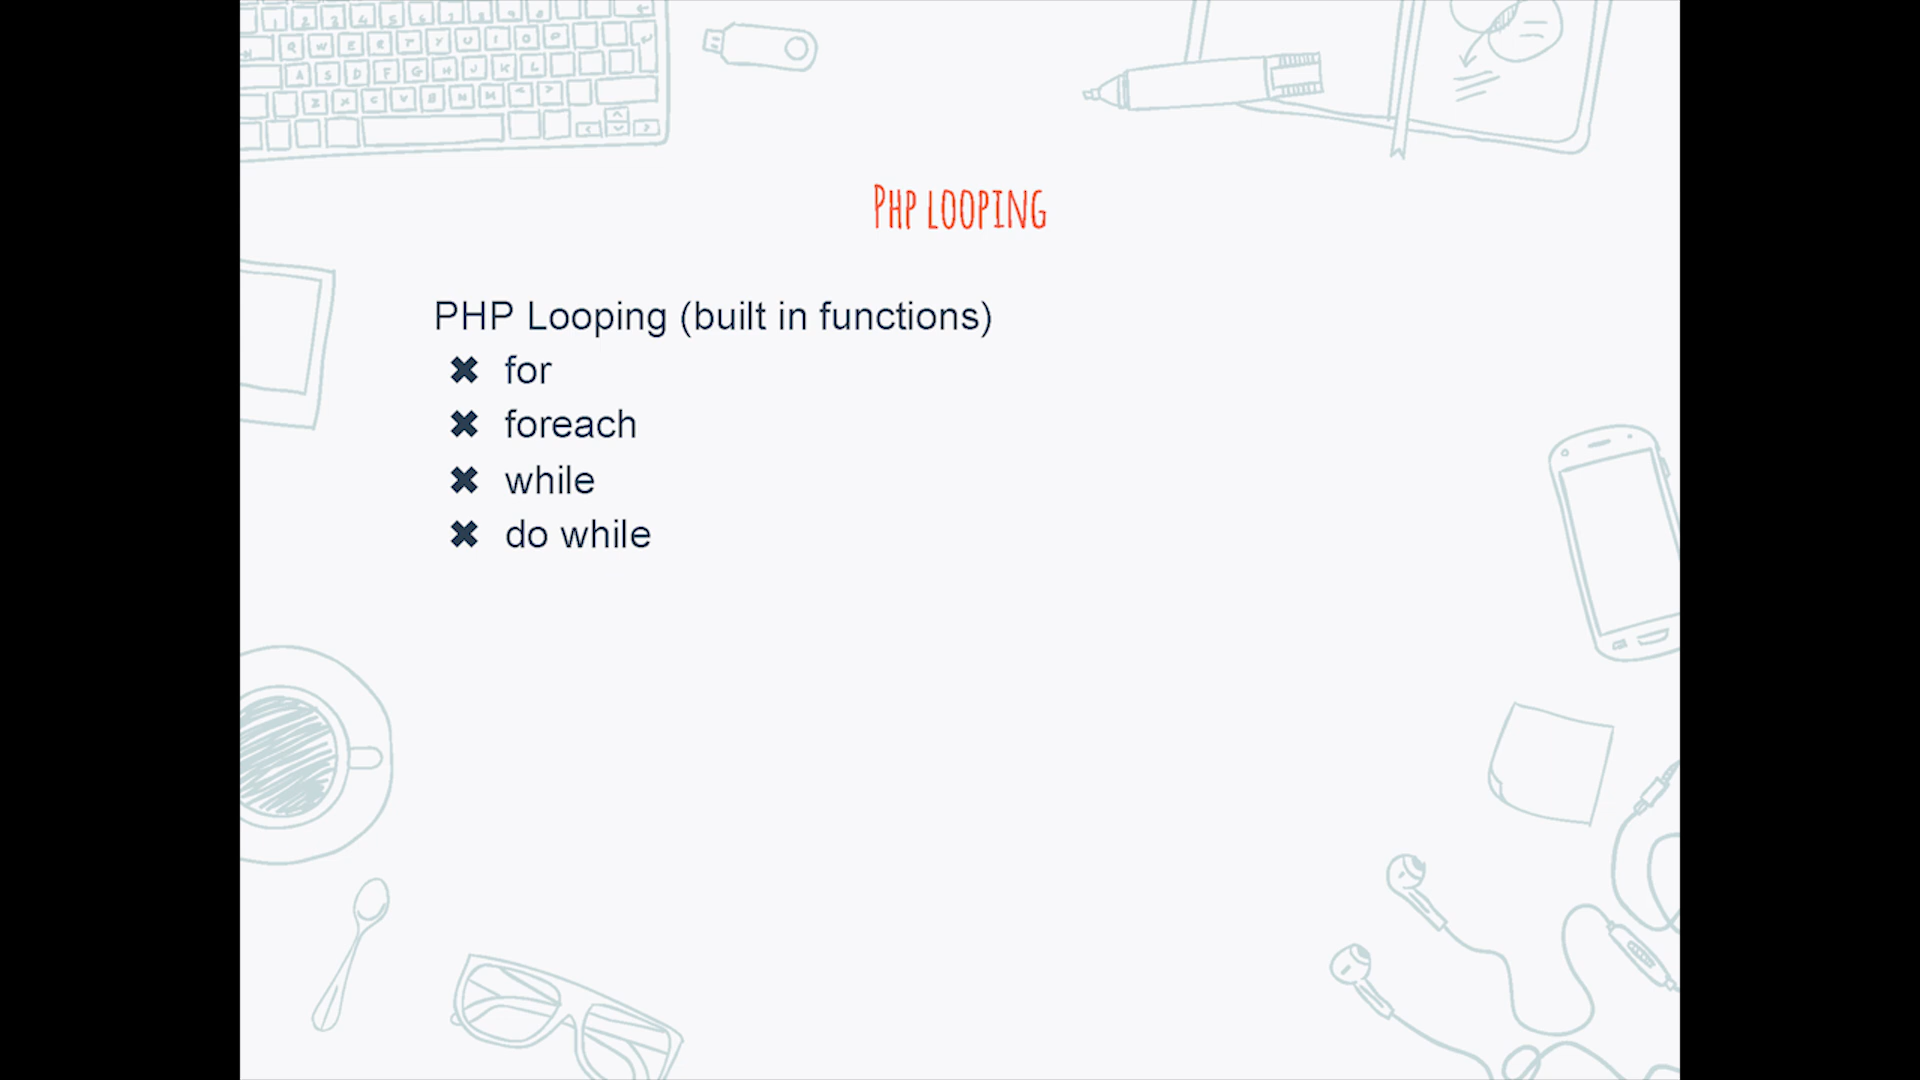 PHP LOOPING
PHP Looping (built in functions)
✖ for
✖ foreach
✖ while
✖ do while